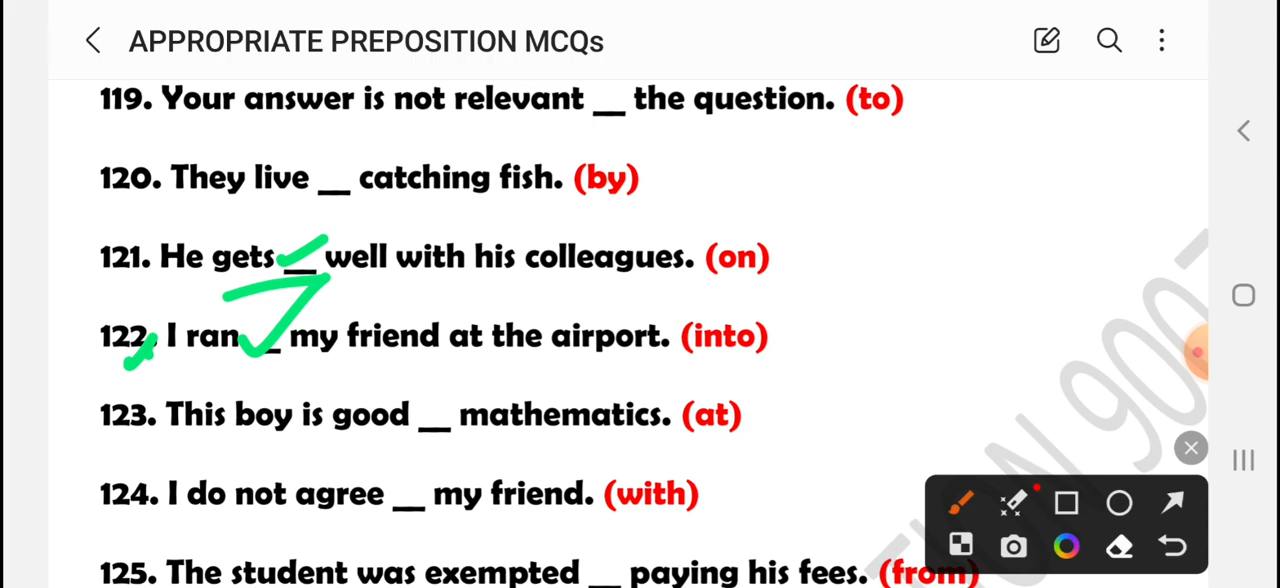 APPROPRIATE PREPOSITION MCQs
119. Your answer is not relevant __ the question. (to)
120. They live __ catching fish. (by)
121. He gets __ well with his colleagues. (on)
122. I ran __ my friend at the airport. (into)
123. This boy is good __ mathematics. (at)
124. I do not agree __ my friend. (with)
125. The student was exempted __ paying his fees. (from)